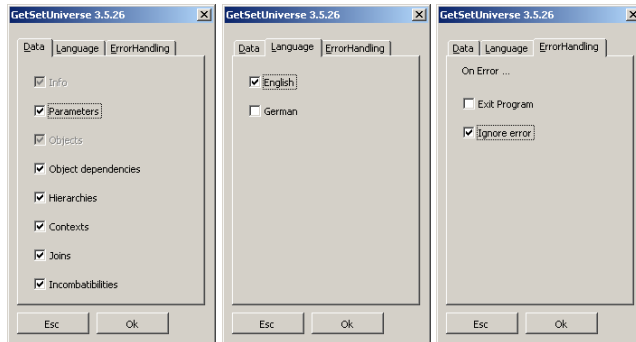 GetSetUniverse 3.5.26
Data Language ErrorHandling
Info
Parameters
Objects
Object dependencies
Hierarchies
Contexts
Joins
Incombatibilities
Esc Ok
GetSetUniverse 3.5.26
Data Language ErrorHandling
English
German
Esc Ok
GetSetUniverse 3.5.26
Data Language ErrorHandling
On Error ...
Exit Program
Ignore error
Esc Ok